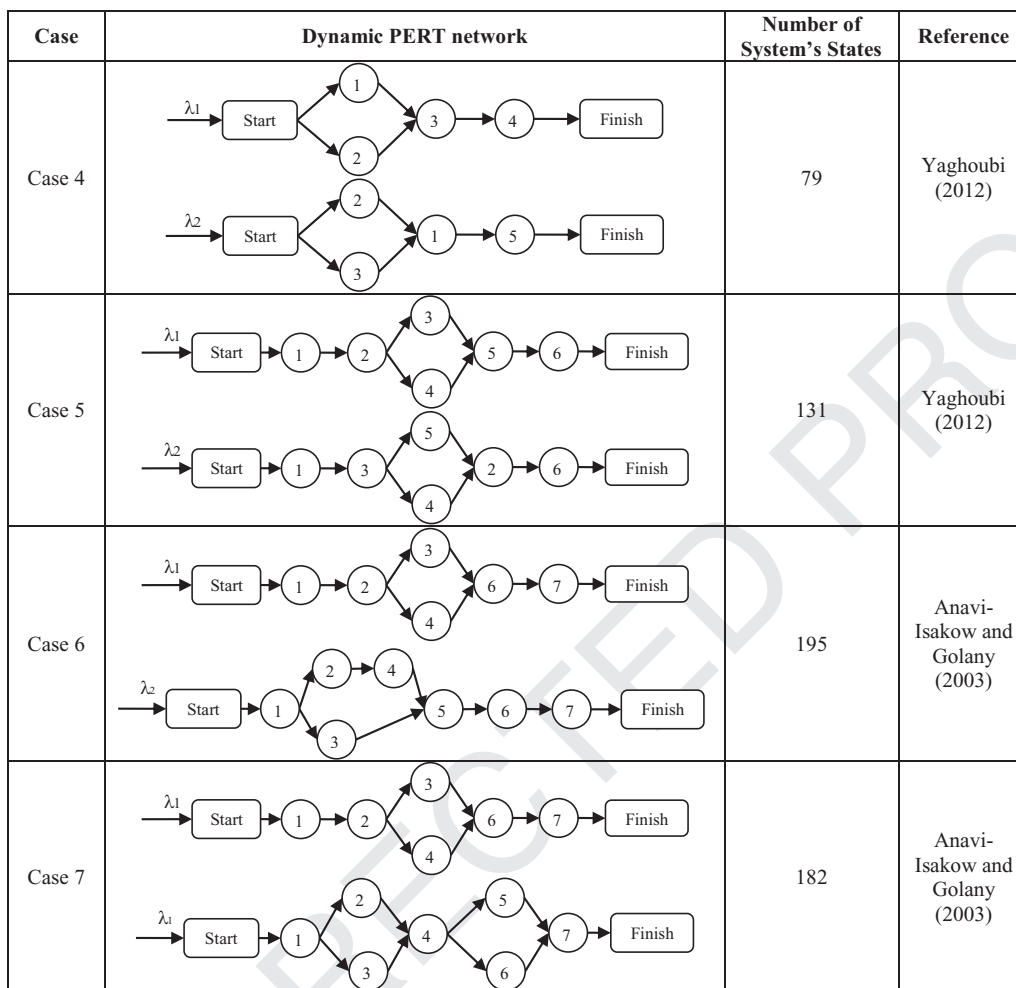 Case Dynamic PERT network Number of System's States Reference
Case 4
λ1 Start 1 2 3 4 Finish
λ2 Start 2 3 1 5 Finish
79
Yaghoubi
(2012)
Case 5
λ1 Start 1 2 3 4 5 6 Finish
λ2 Start 1 3 5 4 2 6 Finish
131
Yaghoubi
(2012)
Case 6
λ1 Start 1 2 3 4 6 7 Finish
λ2 Start 1 2 4 3 5 6 7 Finish
195
Anavi-
Isakow and
Golany
(2003)
Case 7
λ1 Start 1 2 3 4 6 7 Finish
λ1 Start 1 2 3 4 5 6 7 Finish
182
Anavi-
Isakow and
Golany
(2003)
RECTED PRO